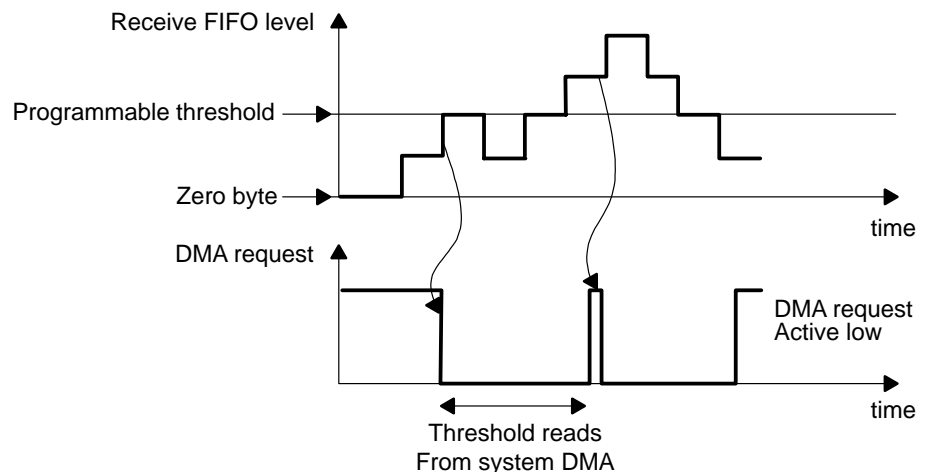 Receive FIFO level
Programmable threshold
Zero byte
time
DMA request
DMA request
Active low
time
Threshold reads
From system DMA